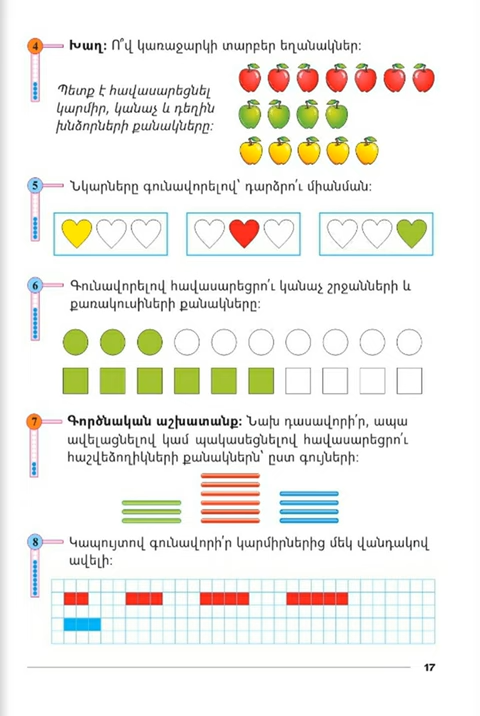 4 Խաղ: Ո՞վ կառաջարկի տարբեր եղանակներ:
Պետք է հավասարեցնել
կարմիր, կանաչ և դեղին
խնձորների քանակները:
5 Նկարները գունավորելով՝ դարձրո՛ւ միանման:
6 Գունավորելով հավասարեցրո՛ւ կանաչ շրջանների և
քառակուսիների քանակները:
7 Գործնական աշխատանք: Նախ դասավորի՛ր, ապա
ավելացնելով կամ պակասեցնելով հավասարեցրո՛ւ
հաշվեձողիկների քանակներն՝ ըստ գույների:
8 Կապույտով գունավորի՛ր կարմիրներից մեկ վանդակով
ավելի:
17